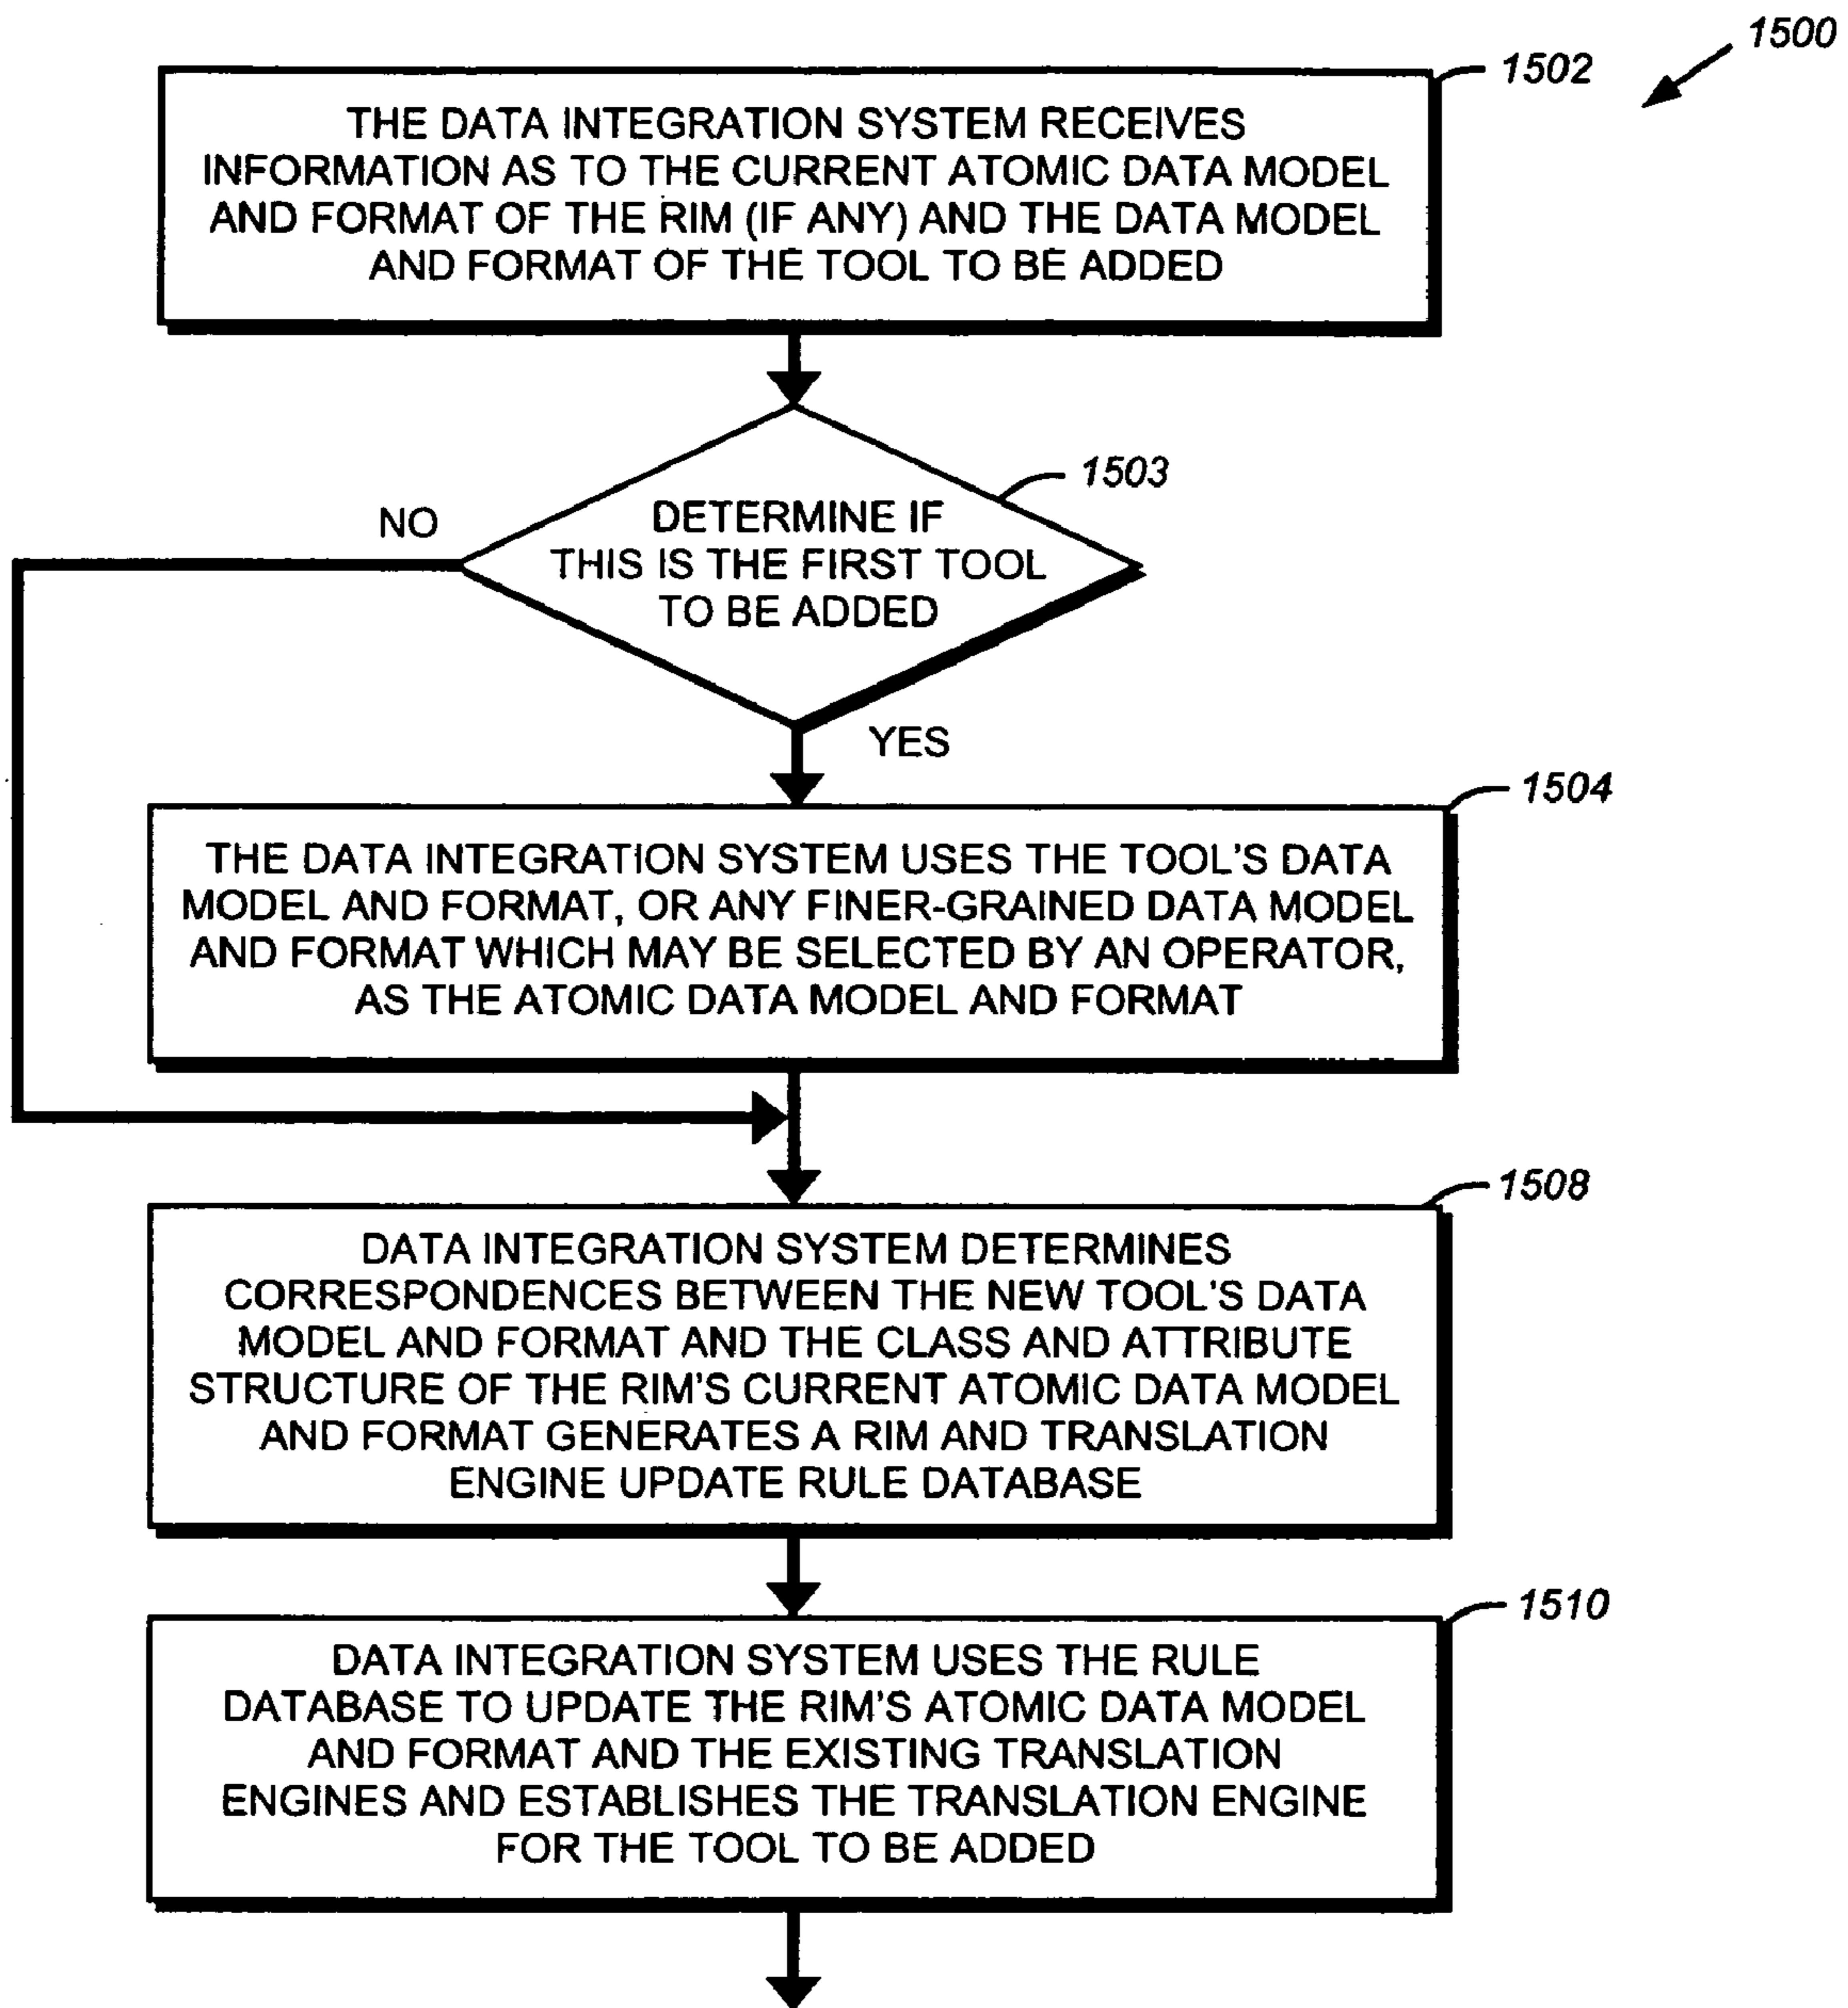 1500
1502
THE DATA INTEGRATION SYSTEM RECEIVES
INFORMATION AS TO THE CURRENT ATOMIC DATA MODEL
AND FORMAT OF THE RIM (IF ANY) AND THE DATA MODEL
AND FORMAT OF THE TOOL TO BE ADDED
1503
NO
DETERMINE IF
THIS IS THE FIRST TOOL
TO BE ADDED
YES
1504
THE DATA INTEGRATION SYSTEM USES THE TOOL'S DATA
MODEL AND FORMAT, OR ANY FINER-GRAINED DATA MODEL
AND FORMAT WHICH MAY BE SELECTED BY AN OPERATOR,
AS THE ATOMIC DATA MODEL AND FORMAT
1508
DATA INTEGRATION SYSTEM DETERMINES
CORRESPONDENCES BETWEEN THE NEW TOOL'S DATA
MODEL AND FORMAT AND THE CLASS AND ATTRIBUTE
STRUCTURE OF THE RIM'S CURRENT ATOMIC DATA MODEL
AND FORMAT GENERATES A RIM AND TRANSLATION
ENGINE UPDATE RULE DATABASE
1510
DATA INTEGRATION SYSTEM USES THE RULE
DATABASE TO UPDATE THE RIM'S ATOMIC DATA MODEL
AND FORMAT AND THE EXISTING TRANSLATION
ENGINES AND ESTABLISHES THE TRANSLATION ENGINE
FOR THE TOOL TO BE ADDED